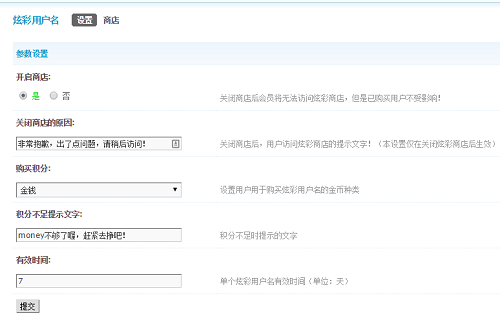 炫彩用户名 设置 商店
参数设置
开启商店:
是 否 关闭商店后会员将无法访问炫彩商店，但是已购买用户不受影响！
关闭商店的原因:
非常抱歉，出了点问题，请稍后访问！ 关闭商店后，用户访问炫彩商店的提示文字！（本设置仅在关闭炫彩商店后生效）
购买积分:
金钱 设置用户用于购买炫彩用户名的金币种类
积分不足提示文字:
money不够了喔，赶紧去挣吧！ 积分不足时提示的文字
有效时间:
7 单个炫彩用户名有效时间（单位：天）
提交